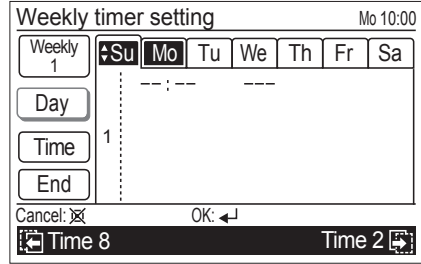 Weekly timer setting Mo 10:00
Weekly 1
Su Mo Tu We Th Fr Sa
--:-- ---
Day
Time
1
End
Cancel: OK:
Time 8 Time 2